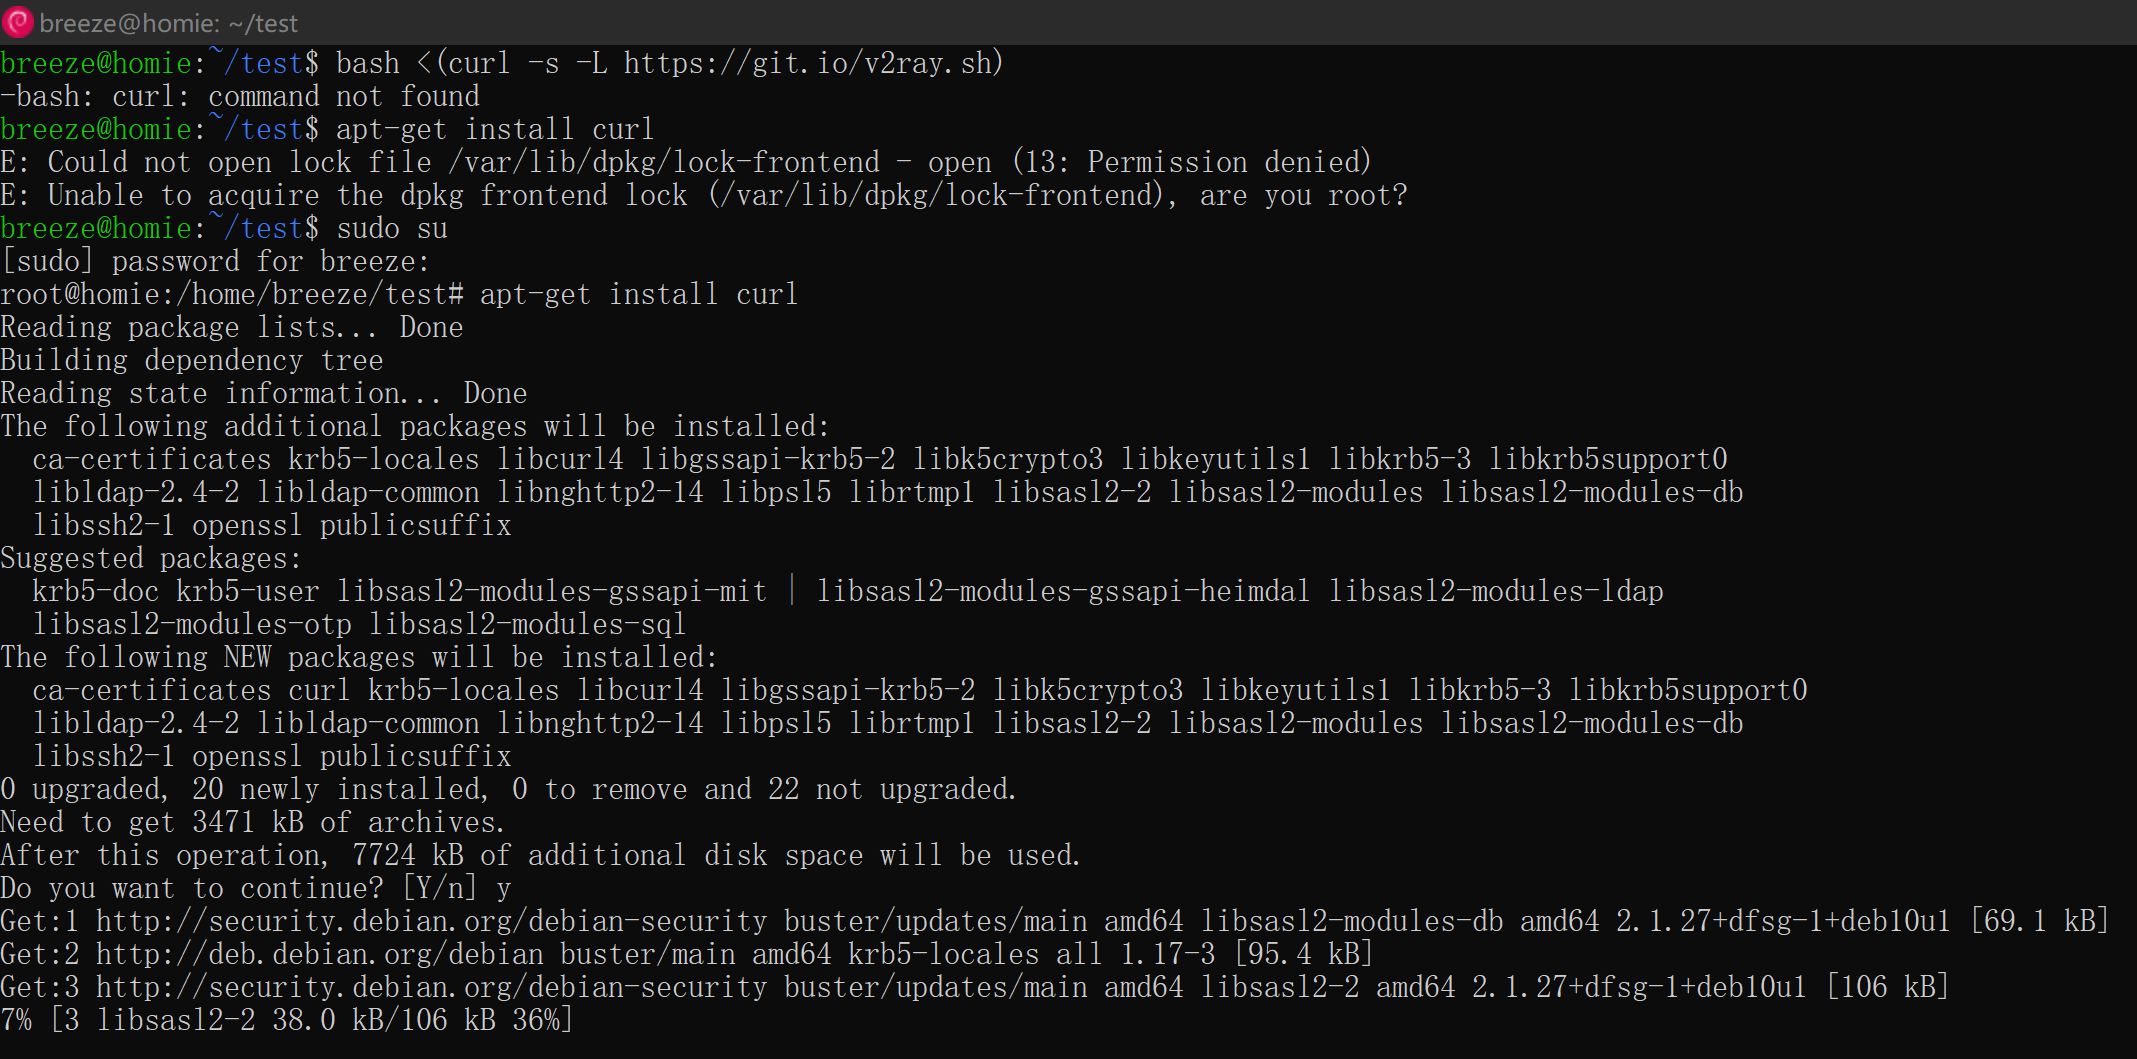 breeze@homie: ~/test
breeze@homie:~/test$ bash <(curl -s -L https://git.io/v2ray.sh)
-bash: curl: command not found
breeze@homie:~/test$ apt-get install curl
E: Could not open lock file /var/lib/dpkg/lock-frontend - open (13: Permission denied)
E: Unable to acquire the dpkg frontend lock (/var/lib/dpkg/lock-frontend), are you root?
breeze@homie:~/test$ sudo su
[sudo] password for breeze:
root@homie:/home/breeze/test# apt-get install curl
Reading package lists... Done
Building dependency tree
Reading state information... Done
The following additional packages will be installed:
  ca-certificates krb5-locales libcurl4 libgssapi-krb5-2 libk5crypto3 libkeyutils1 libkrb5-3 libkrb5support0
  libldap-2.4-2 libldap-common libnghttp2-14 libpsl5 librtmp1 libsasl2-2 libsasl2-modules libsasl2-modules-db
  libssh2-1 openssl publicsuffix
Suggested packages:
  krb5-doc krb5-user libsasl2-modules-gssapi-mit | libsasl2-modules-gssapi-heimdal libsasl2-modules-ldap
  libsasl2-modules-otp libsasl2-modules-sql
The following NEW packages will be installed:
  ca-certificates curl krb5-locales libcurl4 libgssapi-krb5-2 libk5crypto3 libkeyutils1 libkrb5-3 libkrb5support0
  libldap-2.4-2 libldap-common libnghttp2-14 libpsl5 librtmp1 libsasl2-2 libsasl2-modules libsasl2-modules-db
  libssh2-1 openssl publicsuffix
0 upgraded, 20 newly installed, 0 to remove and 22 not upgraded.
Need to get 3471 kB of archives.
After this operation, 7724 kB of additional disk space will be used.
Do you want to continue? [Y/n] y
Get:1 http://security.debian.org/debian-security buster/updates/main amd64 libsasl2-modules-db amd64 2.1.27+dfsg-1+deb10u1 [69.1 kB]
Get:2 http://deb.debian.org/debian buster/main amd64 krb5-locales all 1.17-3 [95.4 kB]
Get:3 http://security.debian.org/debian-security buster/updates/main amd64 libsasl2-2 amd64 2.1.27+dfsg-1+deb10u1 [106 kB]
7% [3 libsasl2-2 38.0 kB/106 kB 36%]